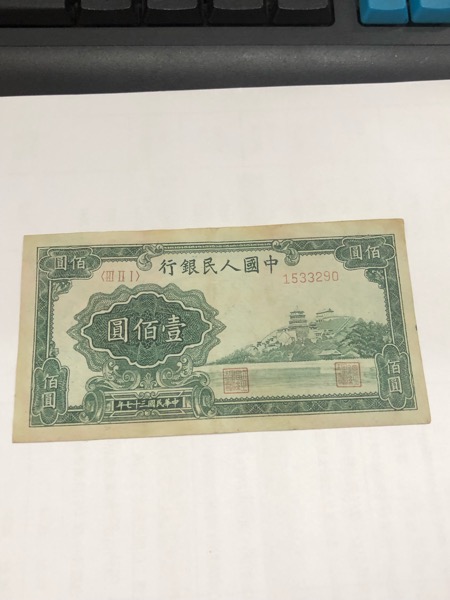 佰圓
佰圓
中國人民銀行
〈III II I〉
1533290
壹佰圓
佰圓
佰圓
中華民國三十七年